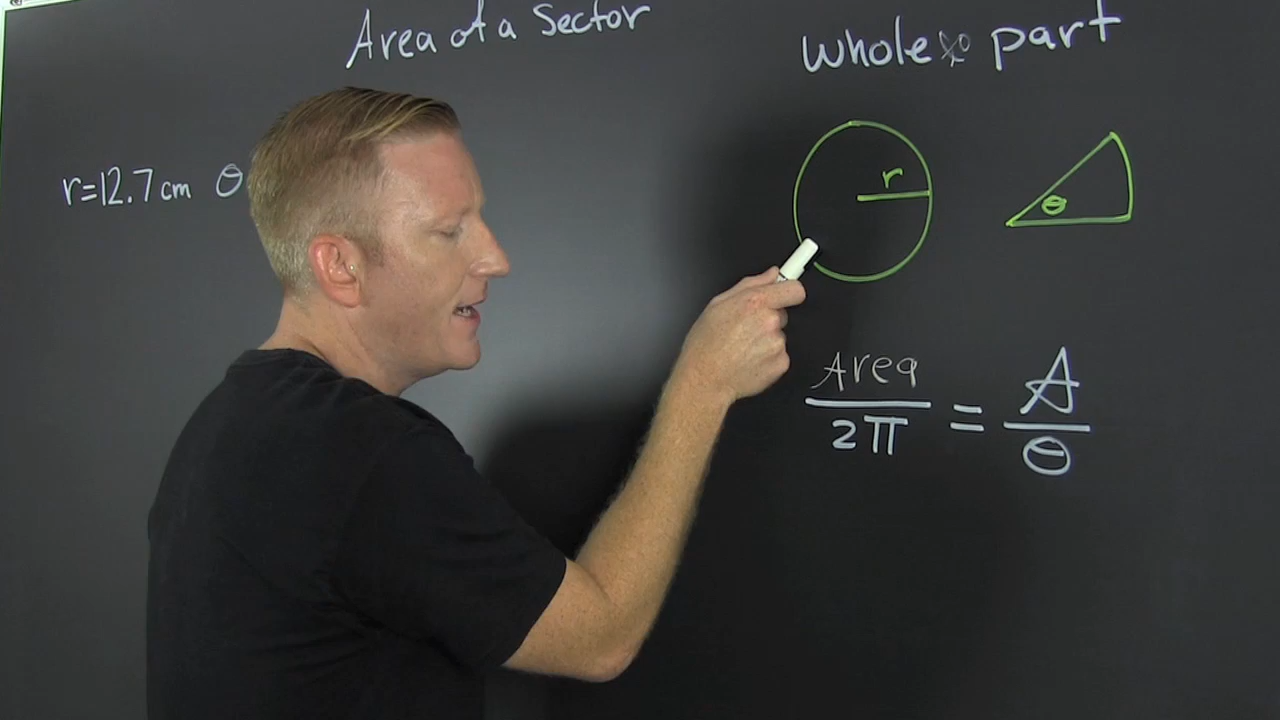 Area of a Sector
whole to part
r=12.7cm θ
r
θ
Area/2π = A/θ